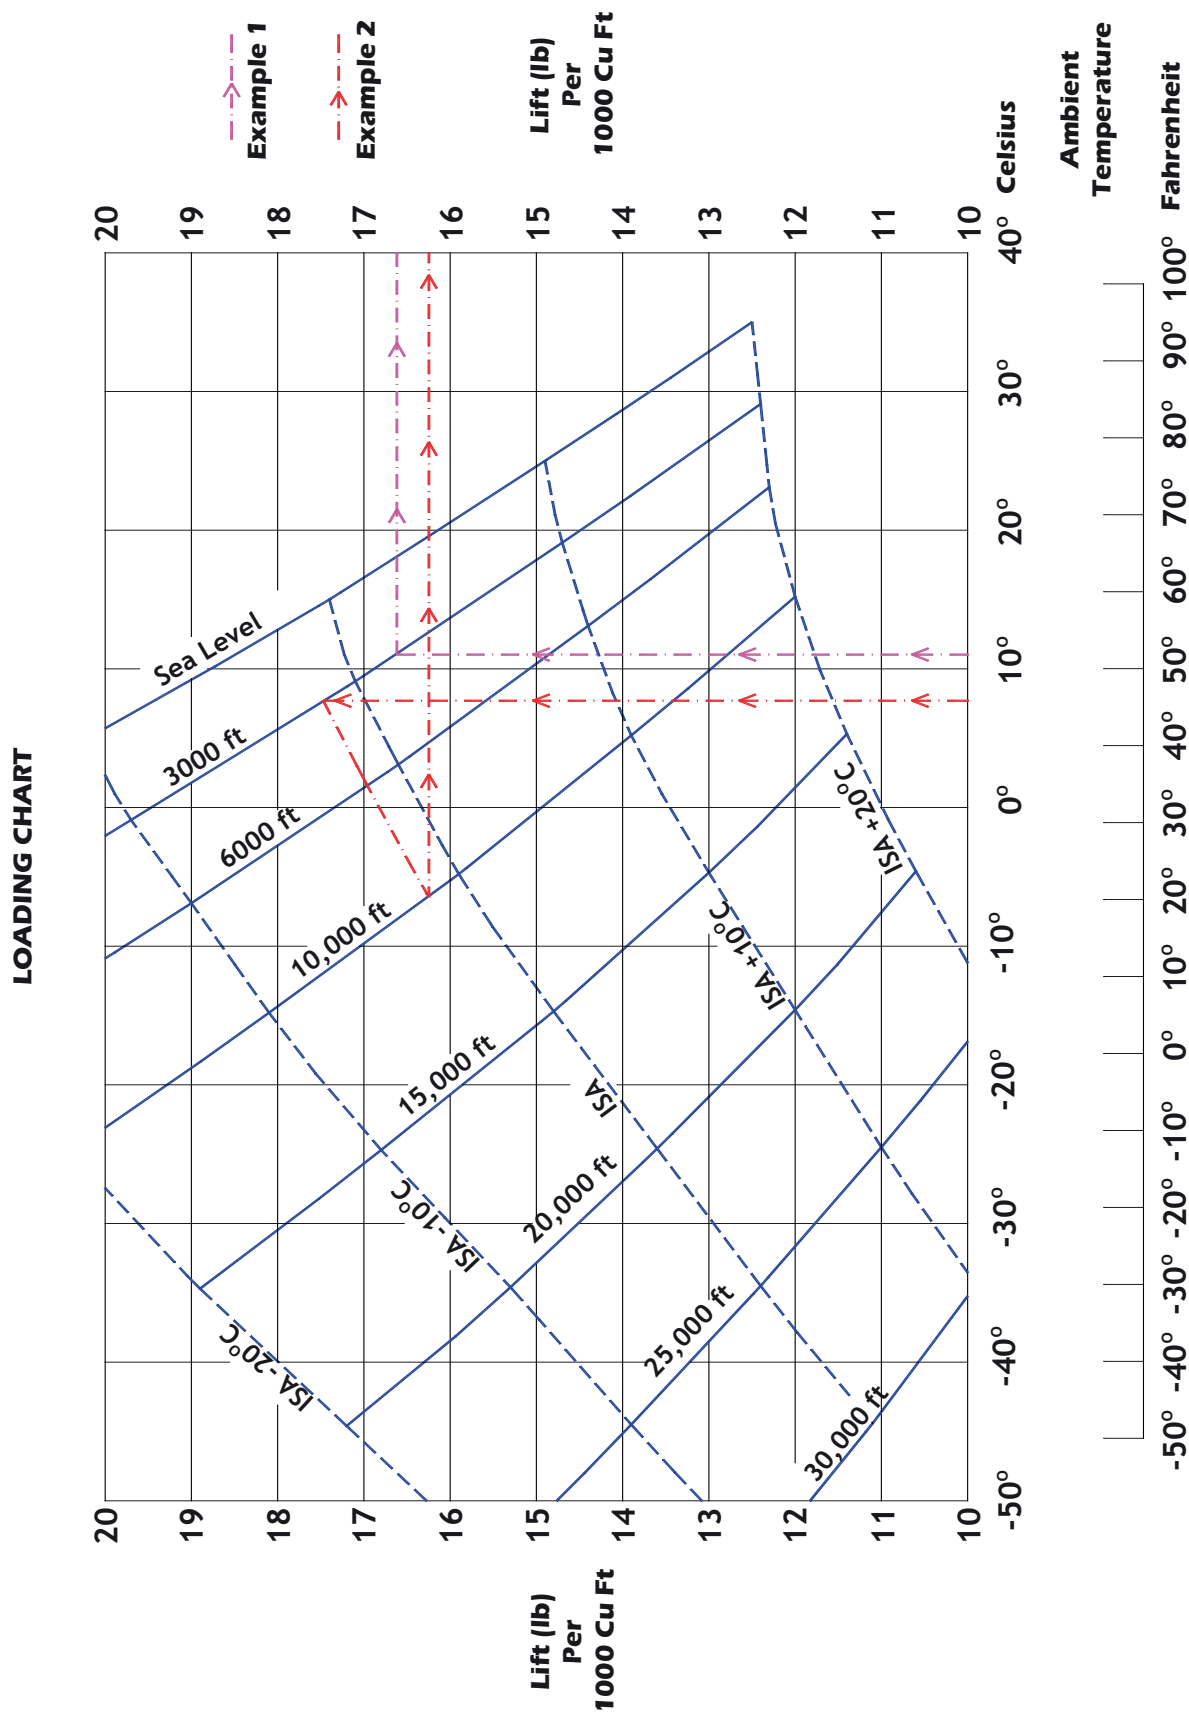 LOADING CHART
Example 1
Example 2
Lift (lb)
Per
1000 Cu Ft
20
19
18
17
16
15
14
13
12
11
10
Lift (lb)
Per
1000 Cu Ft
20
19
18
17
16
15
14
13
12
11
10
Sea Level
3000 ft
6000 ft
10,000 ft
15,000 ft
20,000 ft
25,000 ft
30,000 ft
ISA -20°C
ISA -10°C
ISA
ISA +10°C
ISA +20°C
-50° -40° -30° -20° -10° 0° 10° 20° 30° 40° Celsius
Ambient
Temperature
-50° -40° -30° -20° -10° 0° 10° 20° 30° 40° 50° 60° 70° 80° 90° 100° Fahrenheit